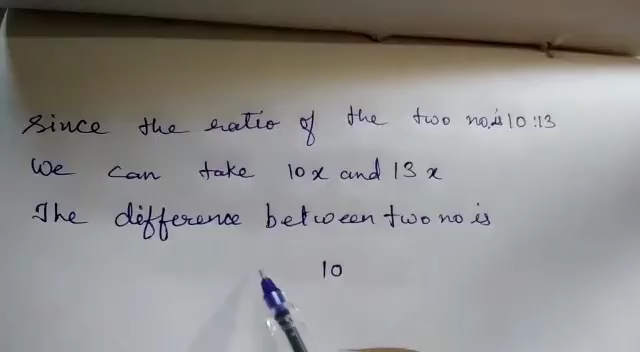 Since the ratio of the two no. is 10:13
We can take 10x and 13x
The difference between two no is
10